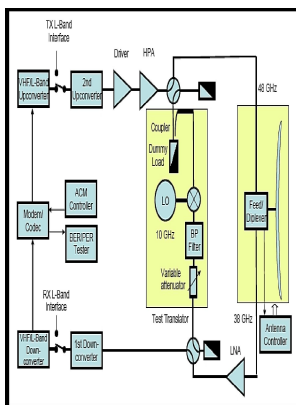 TX L-Band
Interface
Driver
HPA
VHF/L-Band
Upconverter
2nd
Upconverter
48 GHz
Coupler
Dummy
Load
LO
10 GHz
BP
Filter
Variable
attenuator
Test Translator
Feed/
Diplexer
38 GHz
Antenna
Controller
ACM
Controller
Modem/
Codec
BER/PER
Tester
RX L-Band
Interface
VHF/L-Band
Down-
converter
1st Down-
converter
LNA